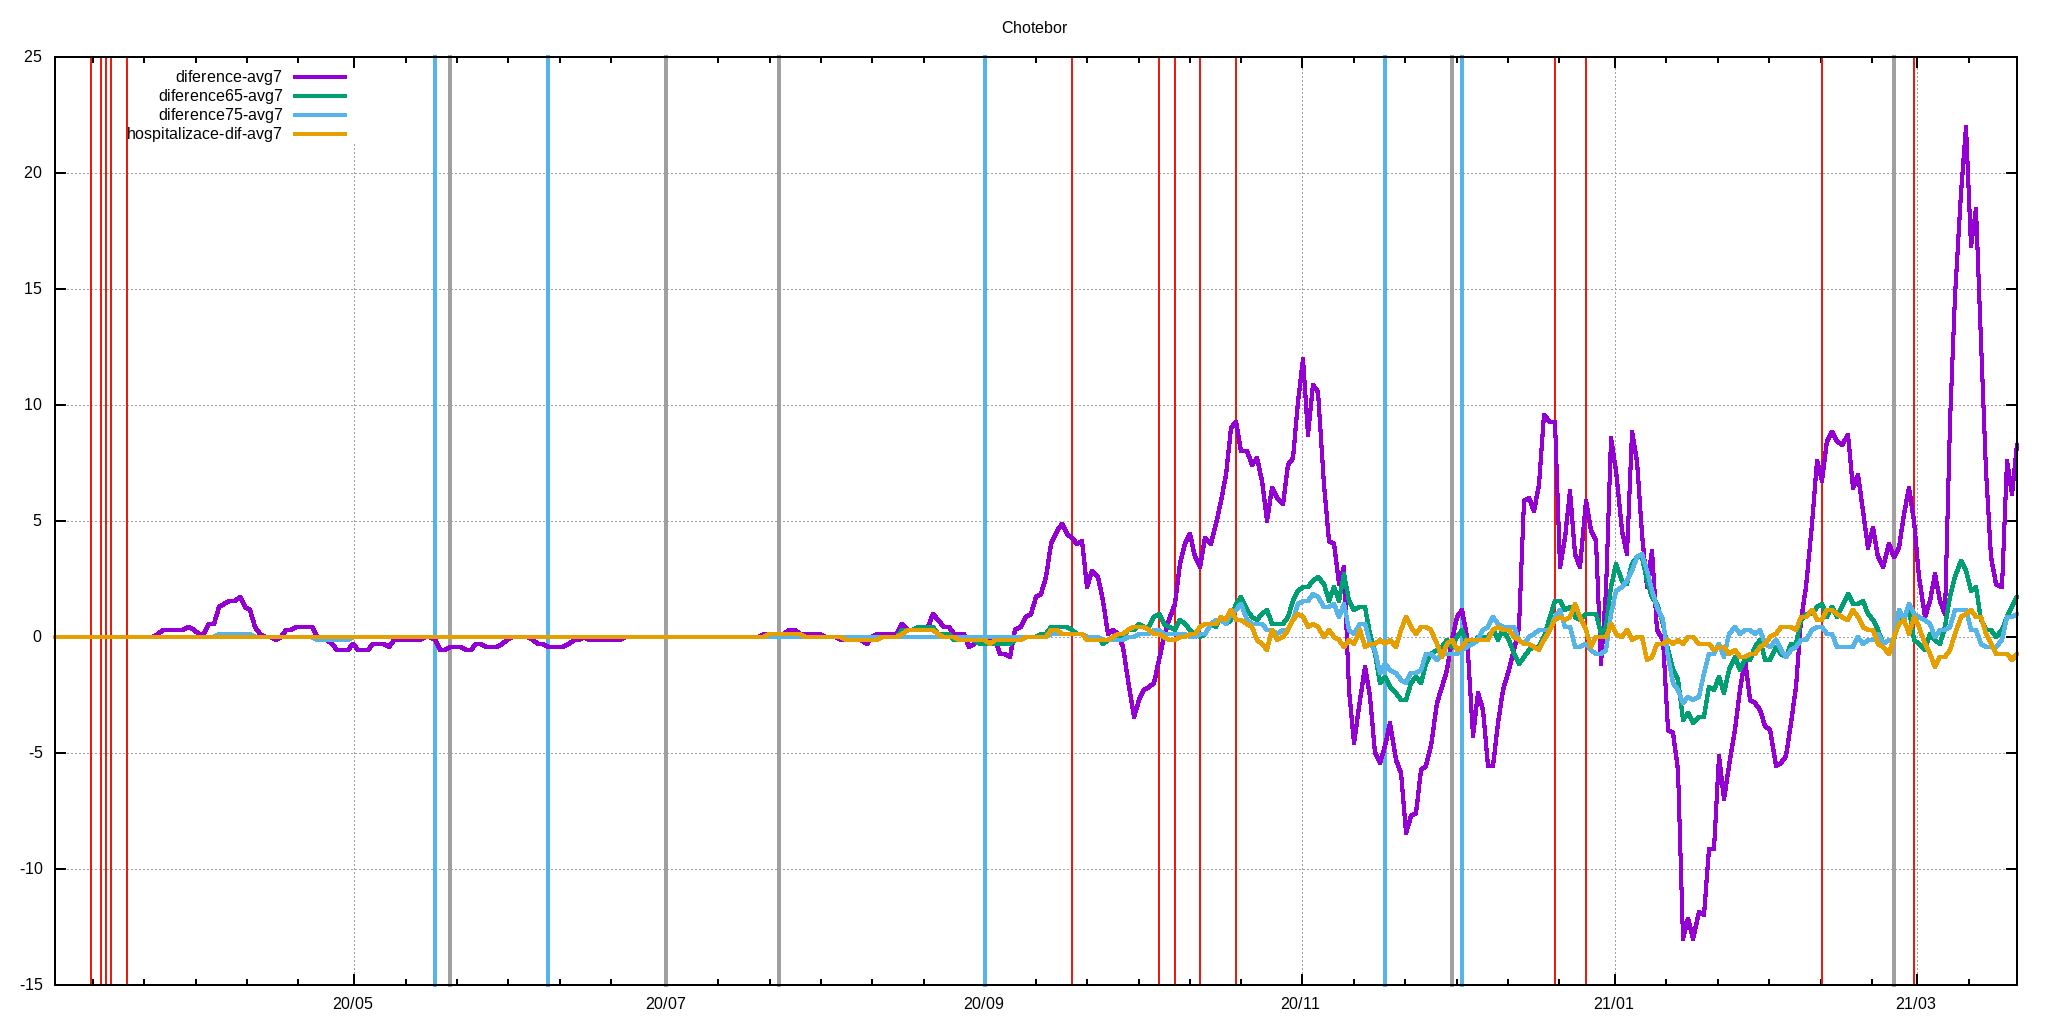 Chotebor
diference-avg7
diference65-avg7
diference75-avg7
hospitalizace-dif-avg7
25
20
15
10
5
0
-5
-10
-15
20/05 20/07 20/09 20/11 21/01 21/03